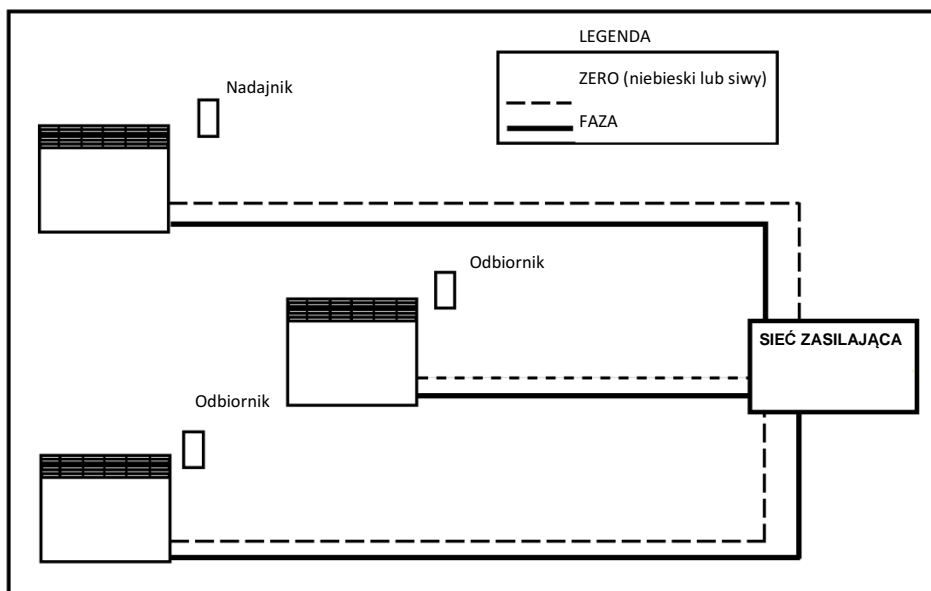 LEGENDA
ZERO (niebieski lub siwy)
FAZA
Nadajnik
Odbiornik
SIEĆ ZASILAJĄCA
Odbiornik